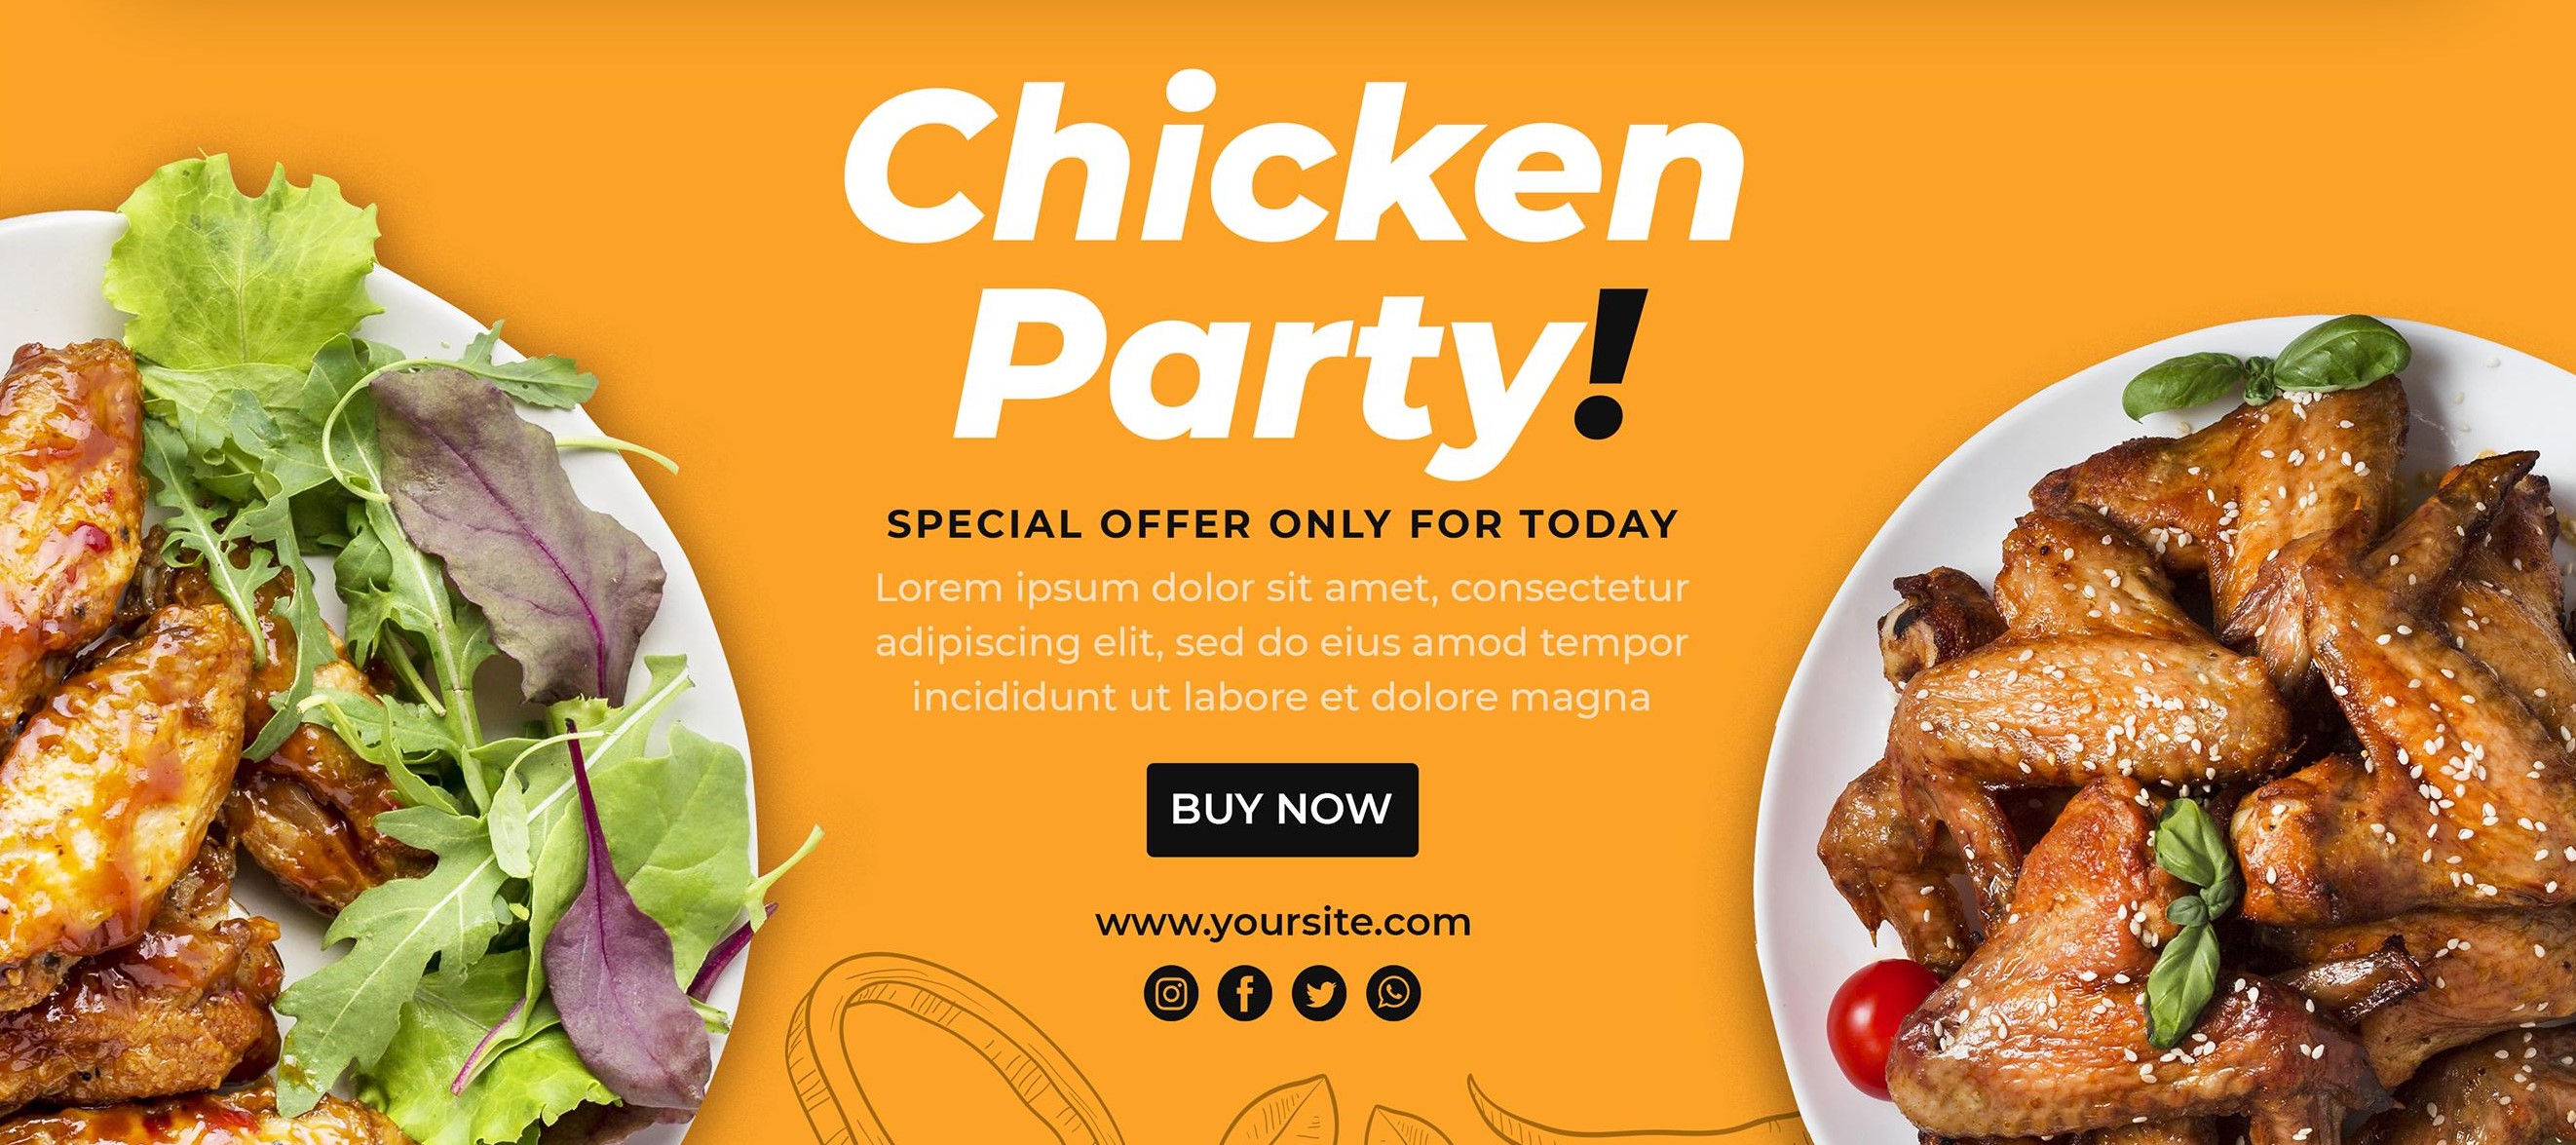 Chicken
Party!
SPECIAL OFFER ONLY FOR TODAY
Lorem ipsum dolor sit amet, consectetur
adipiscing elit, sed do eius amod tempor
incididunt ut labore et dolore magna
BUY NOW
www.yoursite.com